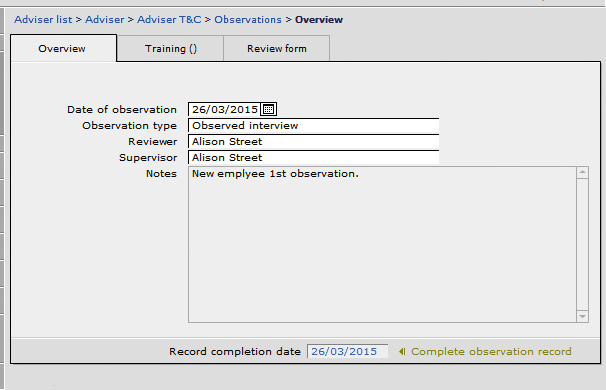 Adviser list > Adviser > Adviser T&C > Observations > Overview
Overview Training () Review form
Date of observation 26/03/2015
Observation type Observed interview
Reviewer Alison Street
Supervisor Alison Street
Notes New emplyee 1st observation.
Record completion date 26/03/2015 Complete observation record